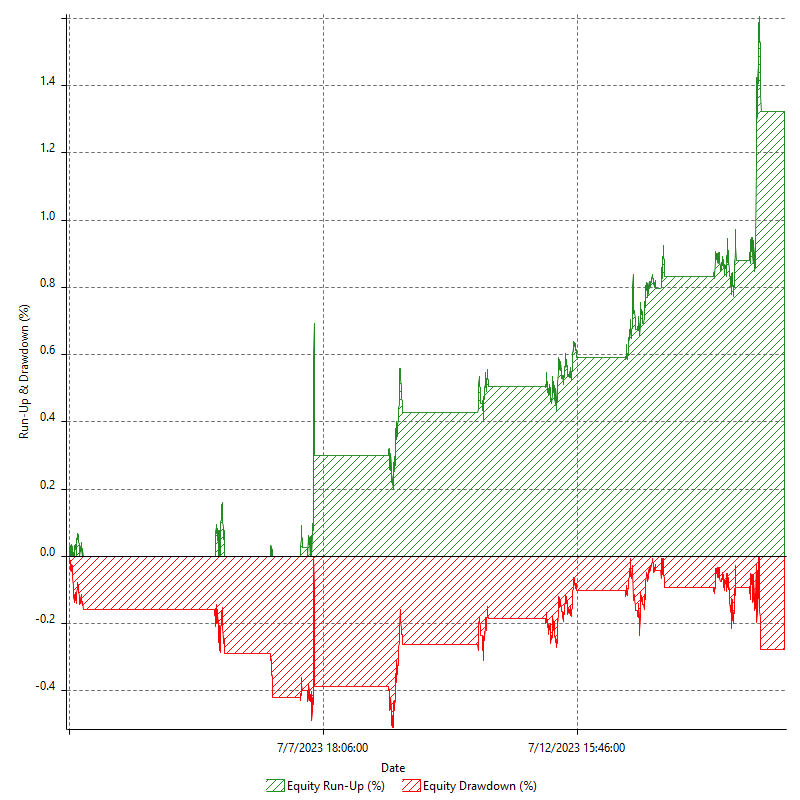 1.4
1.2
1.0
0.8
0.6
0.4
0.2
0.0
-0.2
-0.4
Run-Up & Drawdown (%)
7/7/2023 18:06:00 7/12/2023 15:46:00
Date
Equity Run-Up (%) Equity Drawdown (%)